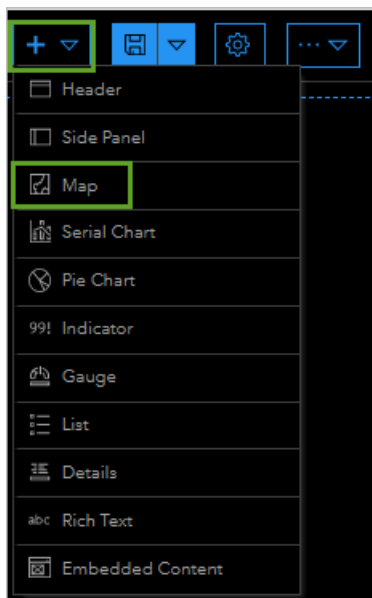 Header
Side Panel
Map
Serial Chart
Pie Chart
99! Indicator
Gauge
List
Details
abc Rich Text
Embedded Content